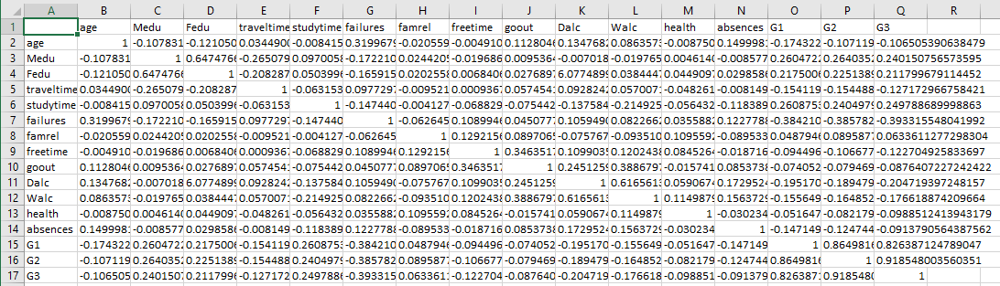 A B C D E F G H I J K L M N O P Q R
1 age Medu Fedu traveltime studytime failures famrel freetime goout Dalc Walc health absences G1 G2 G3
2 age 1 -0.107831 -0.121050 0.034490 -0.008415 0.319967 -0.020559 -0.004910 0.112804 0.134768 0.086357 -0.008750 0.149998 -0.174322 -0.107119 -0.106505390638479
3 Medu -0.107831 1 0.647476 -0.265079 0.097005 -0.172210 0.024420 -0.019686 0.009536 -0.007018 -0.019765 0.004614 -0.008577 0.260472 0.264035 0.240150756573595
4 Fedu -0.121050 0.647476 1 -0.208287 0.050399 -0.165915 0.020255 0.006840 0.027689 6.077489 0.038444 0.044909 0.029858 0.217500 0.225138 0.211799679114452
5 traveltime 0.034490 -0.265079 -0.208287 1 -0.063153 0.097729 -0.009521 0.000936 0.057454 0.092824 0.057007 -0.048261 -0.008149 -0.154119 -0.154488 -0.127172966758421
6 studytime -0.008415 0.097005 0.050399 -0.063153 1 -0.147440 -0.004127 -0.068829 -0.075442 -0.137584 -0.214925 -0.056432 -0.118389 0.260875 0.240497 0.249788689998863
7 failures 0.319967 -0.172210 -0.165915 0.097729 -0.147440 1 -0.062645 0.108994 0.045077 0.105949 0.082266 0.035588 0.122778 -0.384210 -0.385782 -0.393315548041992
8 famrel -0.020559 0.024420 0.020255 -0.009521 -0.004127 -0.062645 1 0.129215 0.089706 -0.075767 -0.093510 0.109559 -0.089533 0.048794 0.089587 0.0633611277298304
9 freetime -0.004910 -0.019686 0.006840 0.000936 -0.068829 0.108994 0.129215 1 0.346351 0.109903 0.120243 0.084526 -0.018716 -0.094496 -0.106677 -0.122704925833697
10 goout 0.112804 0.009536 0.027689 0.057454 -0.075442 0.045077 0.089706 0.346351 1 0.245125 0.388679 -0.015741 0.085373 -0.074052 -0.079469 -0.0876407227242422
11 Dalc 0.134768 -0.007018 6.077489 0.092824 -0.137584 0.105949 -0.075767 0.109903 0.245125 1 0.616561 0.059067 0.172952 -0.195170 -0.189479 -0.204719397248157
12 Walc 0.086357 -0.019765 0.038444 0.057007 -0.214925 0.082266 -0.093510 0.120243 0.388679 0.616561 1 0.114987 0.156372 -0.155649 -0.164852 -0.176618874209664
13 health -0.008750 0.004614 0.044909 -0.048261 -0.056432 0.035588 0.109559 0.084526 -0.015741 0.059067 0.114987 1 -0.030234 -0.051647 -0.082179 -0.0988512413943179
14 absences 0.149998 -0.008577 0.029858 -0.008149 -0.118389 0.122778 -0.089533 -0.018716 0.085373 0.172952 0.156372 -0.030234 1 -0.147149 -0.124744 -0.0913790564387562
15 G1 -0.174322 0.260472 0.217500 -0.154119 0.260875 -0.384210 0.048794 -0.094496 -0.074052 -0.195170 -0.155649 -0.051647 -0.147149 1 0.864981 0.826387124789047
16 G2 -0.107119 0.264035 0.225138 -0.154488 0.240497 -0.385782 0.089587 -0.106677 -0.079469 -0.189479 -0.164852 -0.082179 -0.124744 0.864981 1 0.918548003560351
17 G3 -0.106505 0.240150 0.211799 -0.127172 0.249788 -0.393315 0.063361 -0.122704 -0.087640 -0.204719 -0.176618 -0.098851 -0.091379 0.826387 0.918548 1